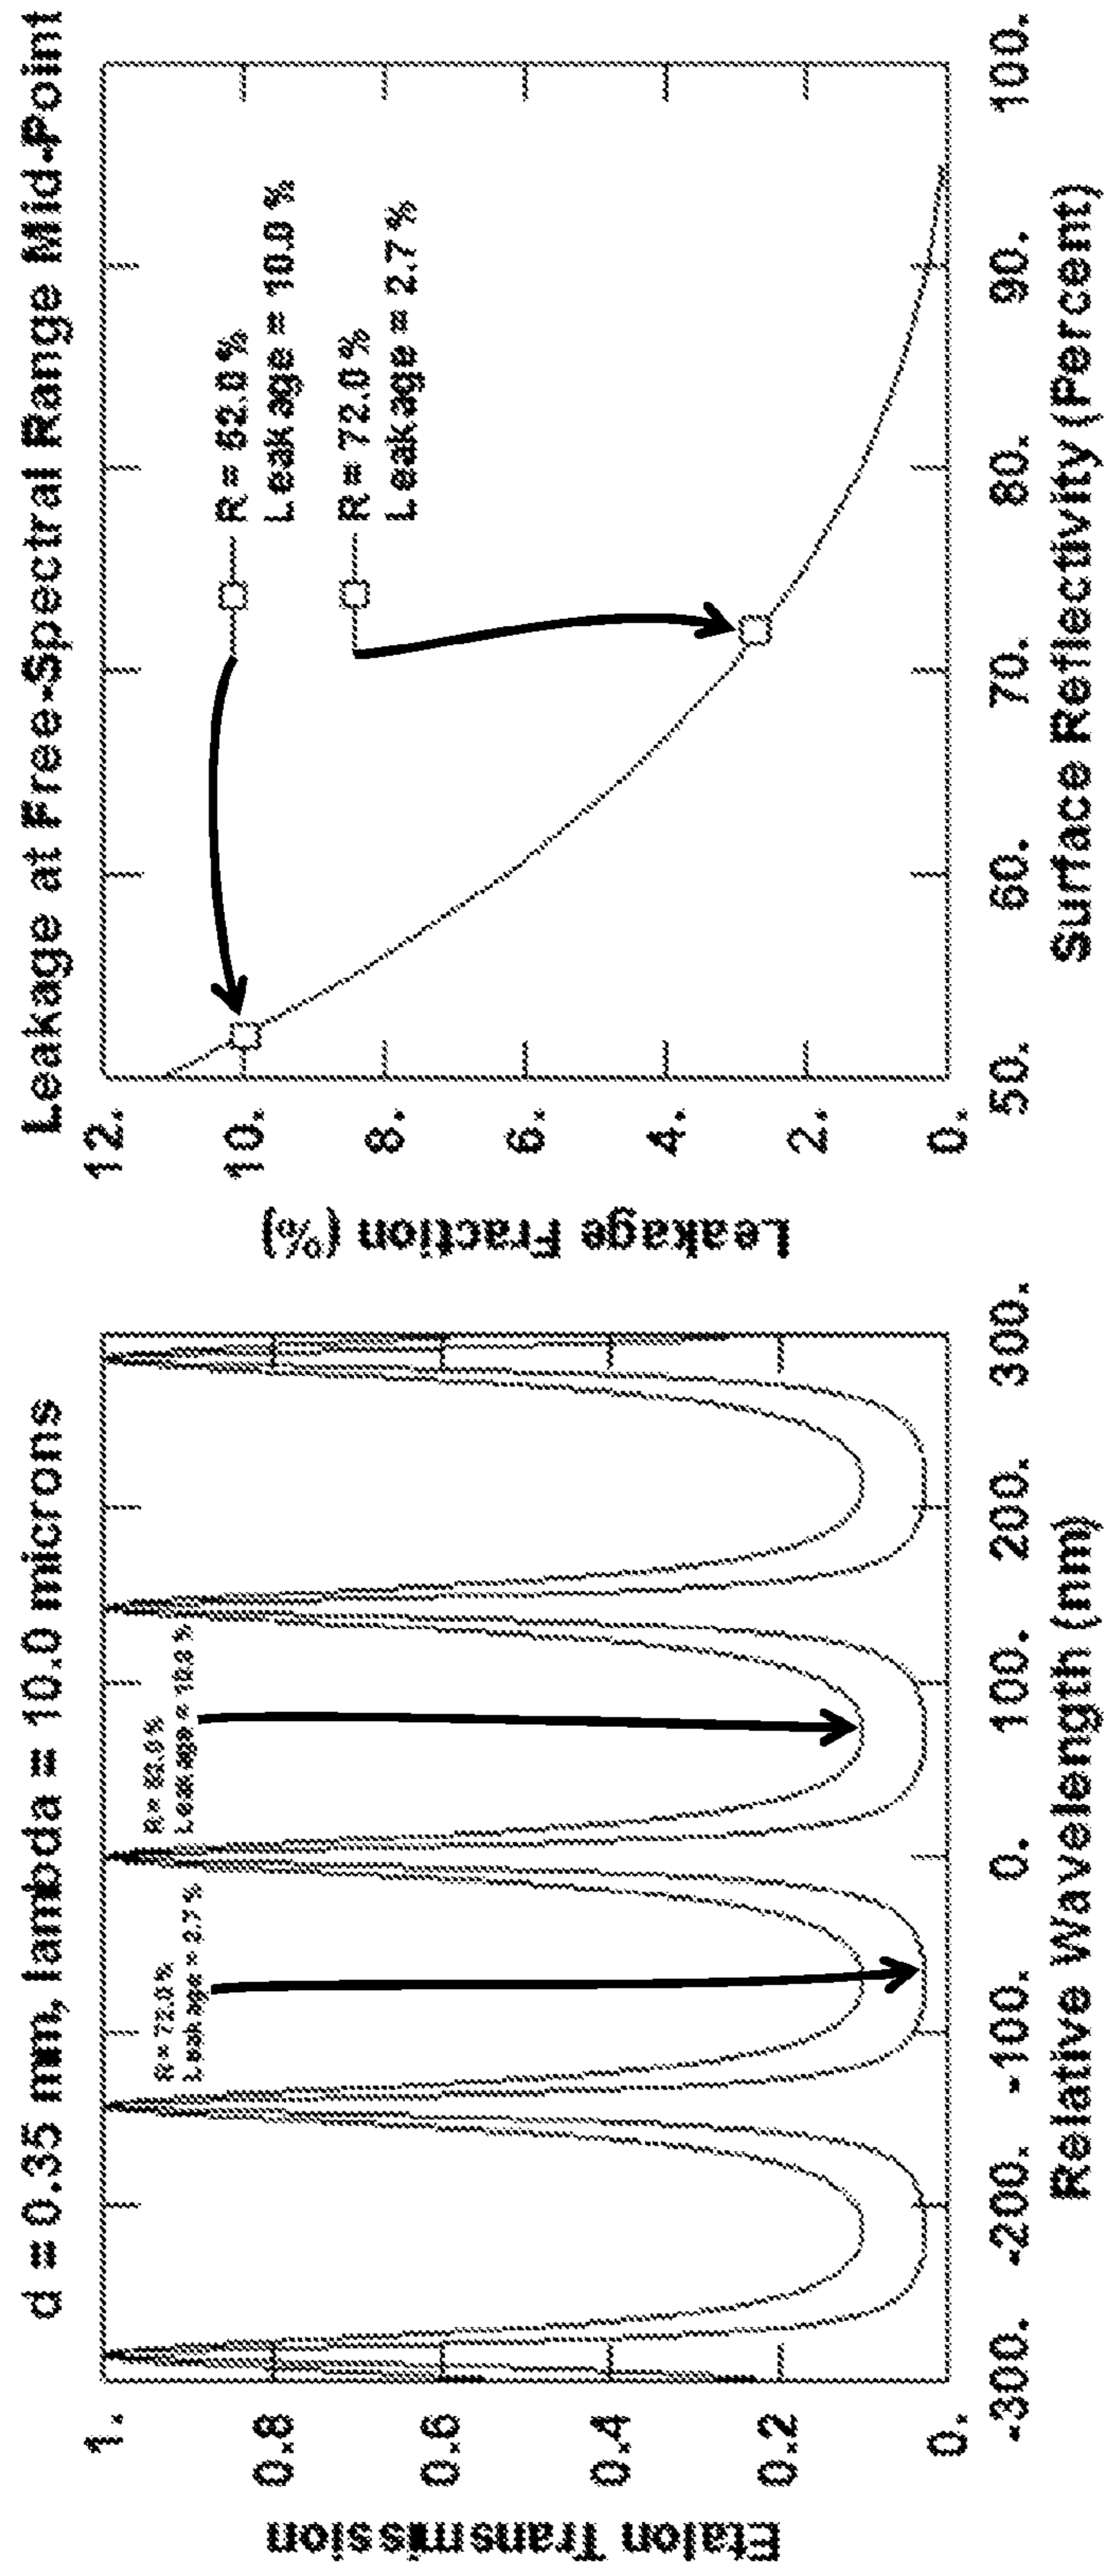 d = 0.35 mm, lambda = 10.0 microns
Etalon Transmission
1.
0.8
0.6
0.4
0.2
0.
R = 72.0 %
Leakage = 2.7 %
R = 52.0 %
Leakage = 10.0 %
-300. -200. -100. 0. 100. 200. 300.
Relative Wavelength (nm)
Leakage at Free-Spectral Range Mid-Point
Leakage Fraction (%)
12.
10.
8.
6.
4.
2.
0.
R = 52.0 %
Leakage = 10.0 %
R = 72.0 %
Leakage = 2.7 %
50. 60. 70. 80. 90. 100.
Surface Reflectivity (Percent)